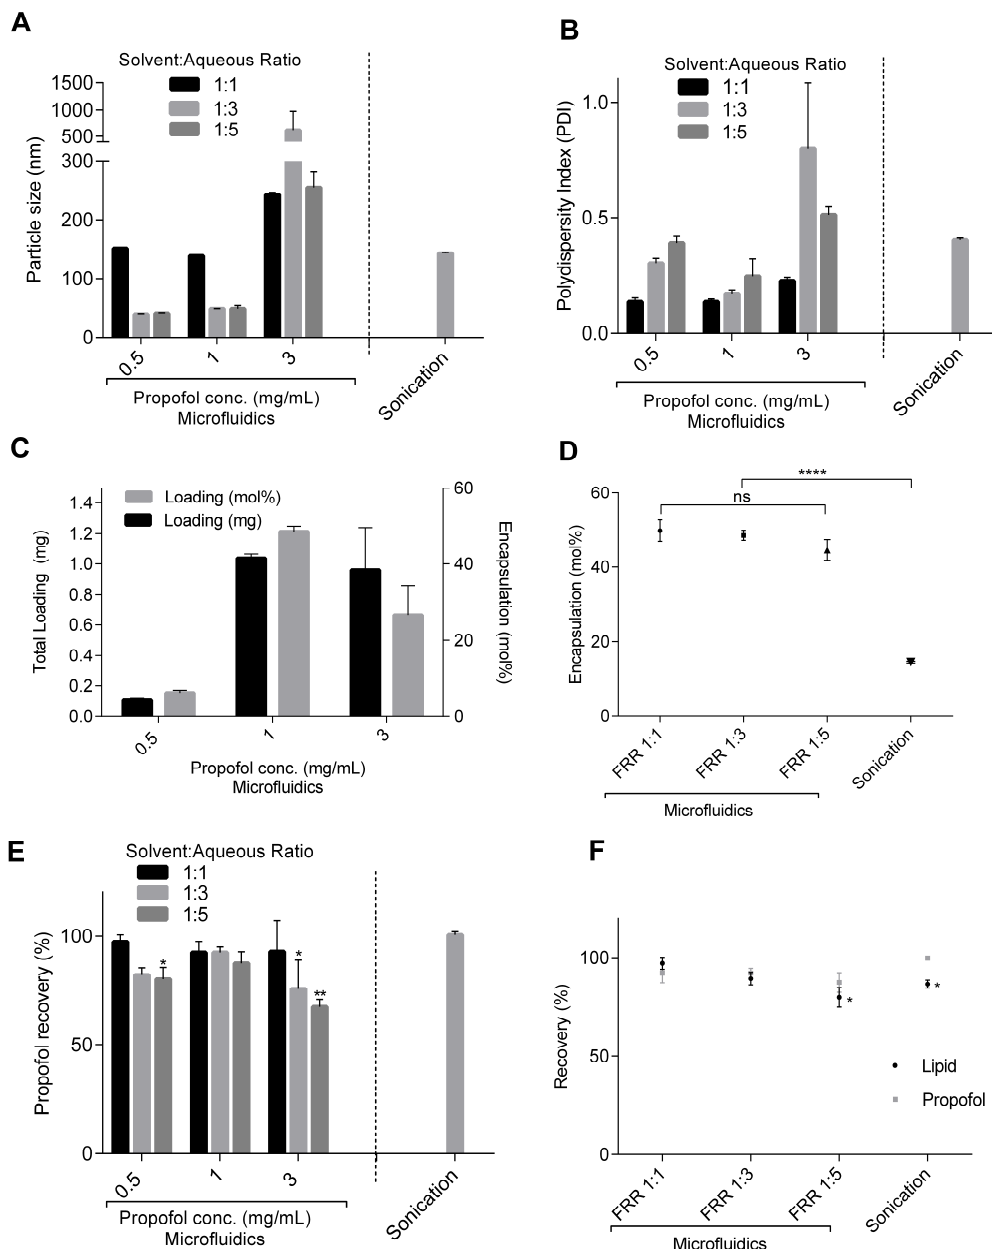 A
Solvent:Aqueous Ratio
1:1
1:3
1:5
Particle size (nm)
1500
1000
500
300
200
100
0
0.5
1
3
Sonication
Propofol conc. (mg/mL)
Microfluidics
B
Solvent:Aqueous Ratio
1:1
1:3
1:5
Polydispersity Index (PDI)
1.0
0.5
0.0
0.5
1
3
Sonication
Propofol conc. (mg/mL)
Microfluidics
C
Loading (mol%)
Loading (mg)
Total Loading (mg)
1.4
1.2
1.0
0.8
0.6
0.4
0.2
0.0
60
40
20
0
Encapsulation (mol%)
0.5
1
3
Propofol conc. (mg/mL)
Microfluidics
D
****
ns
Encapsulation (mol%)
60
40
20
0
FRR 1:1
FRR 1:3
FRR 1:5
Sonication
Microfluidics
E
Solvent:Aqueous Ratio
1:1
1:3
1:5
Propofol recovery (%)
100
50
0
*
*
**
0.5
1
3
Sonication
Propofol conc. (mg/mL)
Microfluidics
F
Recovery (%)
100
50
0
*
*
Lipid
Propofol
FRR 1:1
FRR 1:3
FRR 1:5
Sonication
Microfluidics